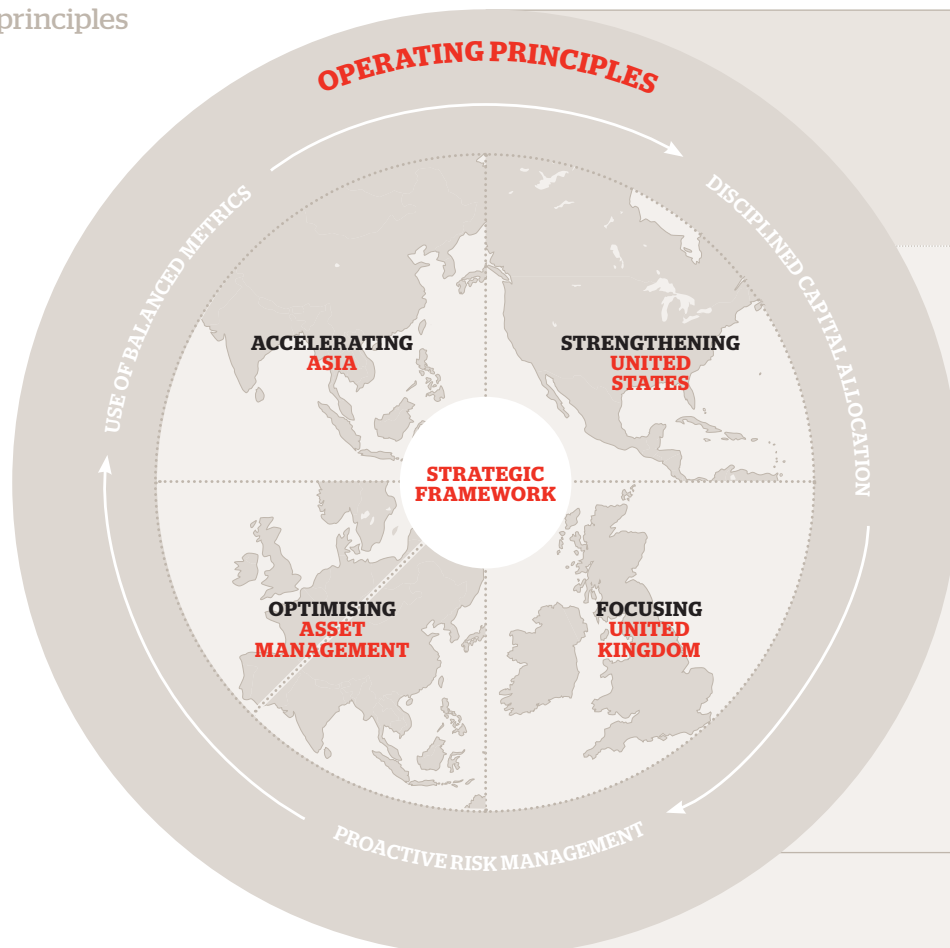 principles
OPERATING PRINCIPLES
USE OF BALANCED METRICS
DISCIPLINED CAPITAL ALLOCATION
ACCELERATING
ASIA
STRENGTHENING
UNITED
STATES
STRATEGIC
FRAMEWORK
OPTIMISING
ASSET
MANAGEMENT
FOCUSING
UNITED
KINGDOM
PROACTIVE RISK MANAGEMENT